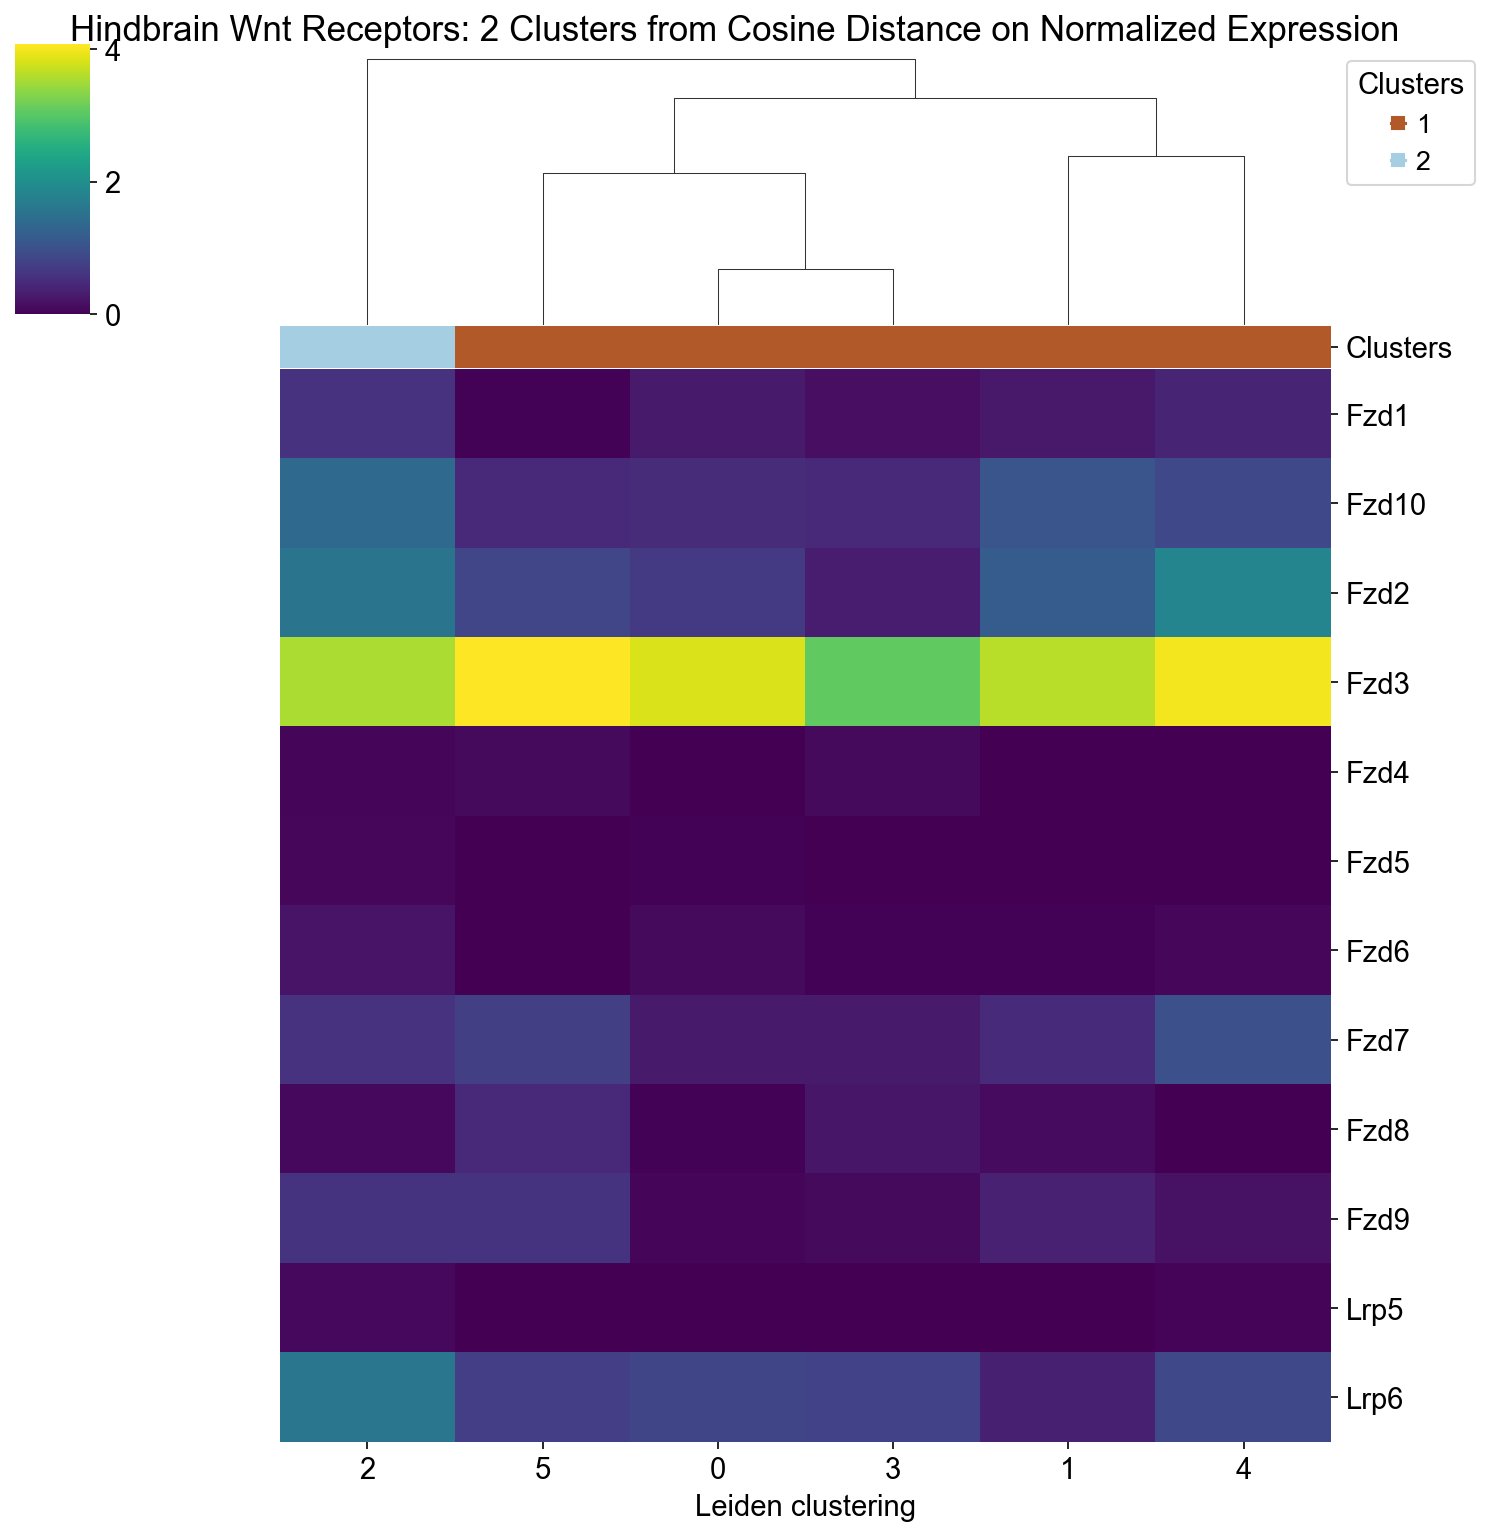 Hindbrain Wnt Receptors: 2 Clusters from Cosine Distance on Normalized Expression
4
2
0
Clusters
1
2
Clusters
Fzd1
Fzd10
Fzd2
Fzd3
Fzd4
Fzd5
Fzd6
Fzd7
Fzd8
Fzd9
Lrp5
Lrp6
2 5 0 3 1 4
Leiden clustering